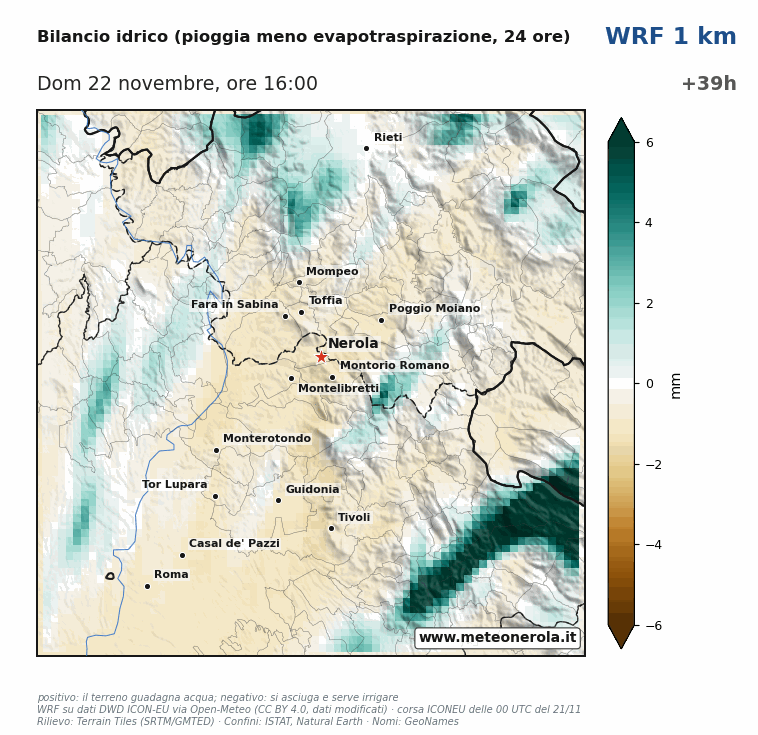 Bilancio idrico (pioggia meno evapotraspirazione, 24 ore)
WRF 1 km
Dom 22 novembre, ore 16:00
+39h
Rieti
Mompeo
Fara in Sabina
Toffia
Poggio Moiano
Nerola
Montorio Romano
Montelibretti
Monterotondo
Tor Lupara
Guidonia
Tivoli
Casal de' Pazzi
Roma
www.meteonerola.it
6
4
2
0
−2
−4
−6
mm
positivo: il terreno guadagna acqua; negativo: si asciuga e serve irrigare
WRF su dati DWD ICON-EU via Open-Meteo (CC BY 4.0, dati modificati) · corsa ICONEU delle 00 UTC del 21/11
Rilievo: Terrain Tiles (SRTM/GMTED) · Confini: ISTAT, Natural Earth · Nomi: GeoNames